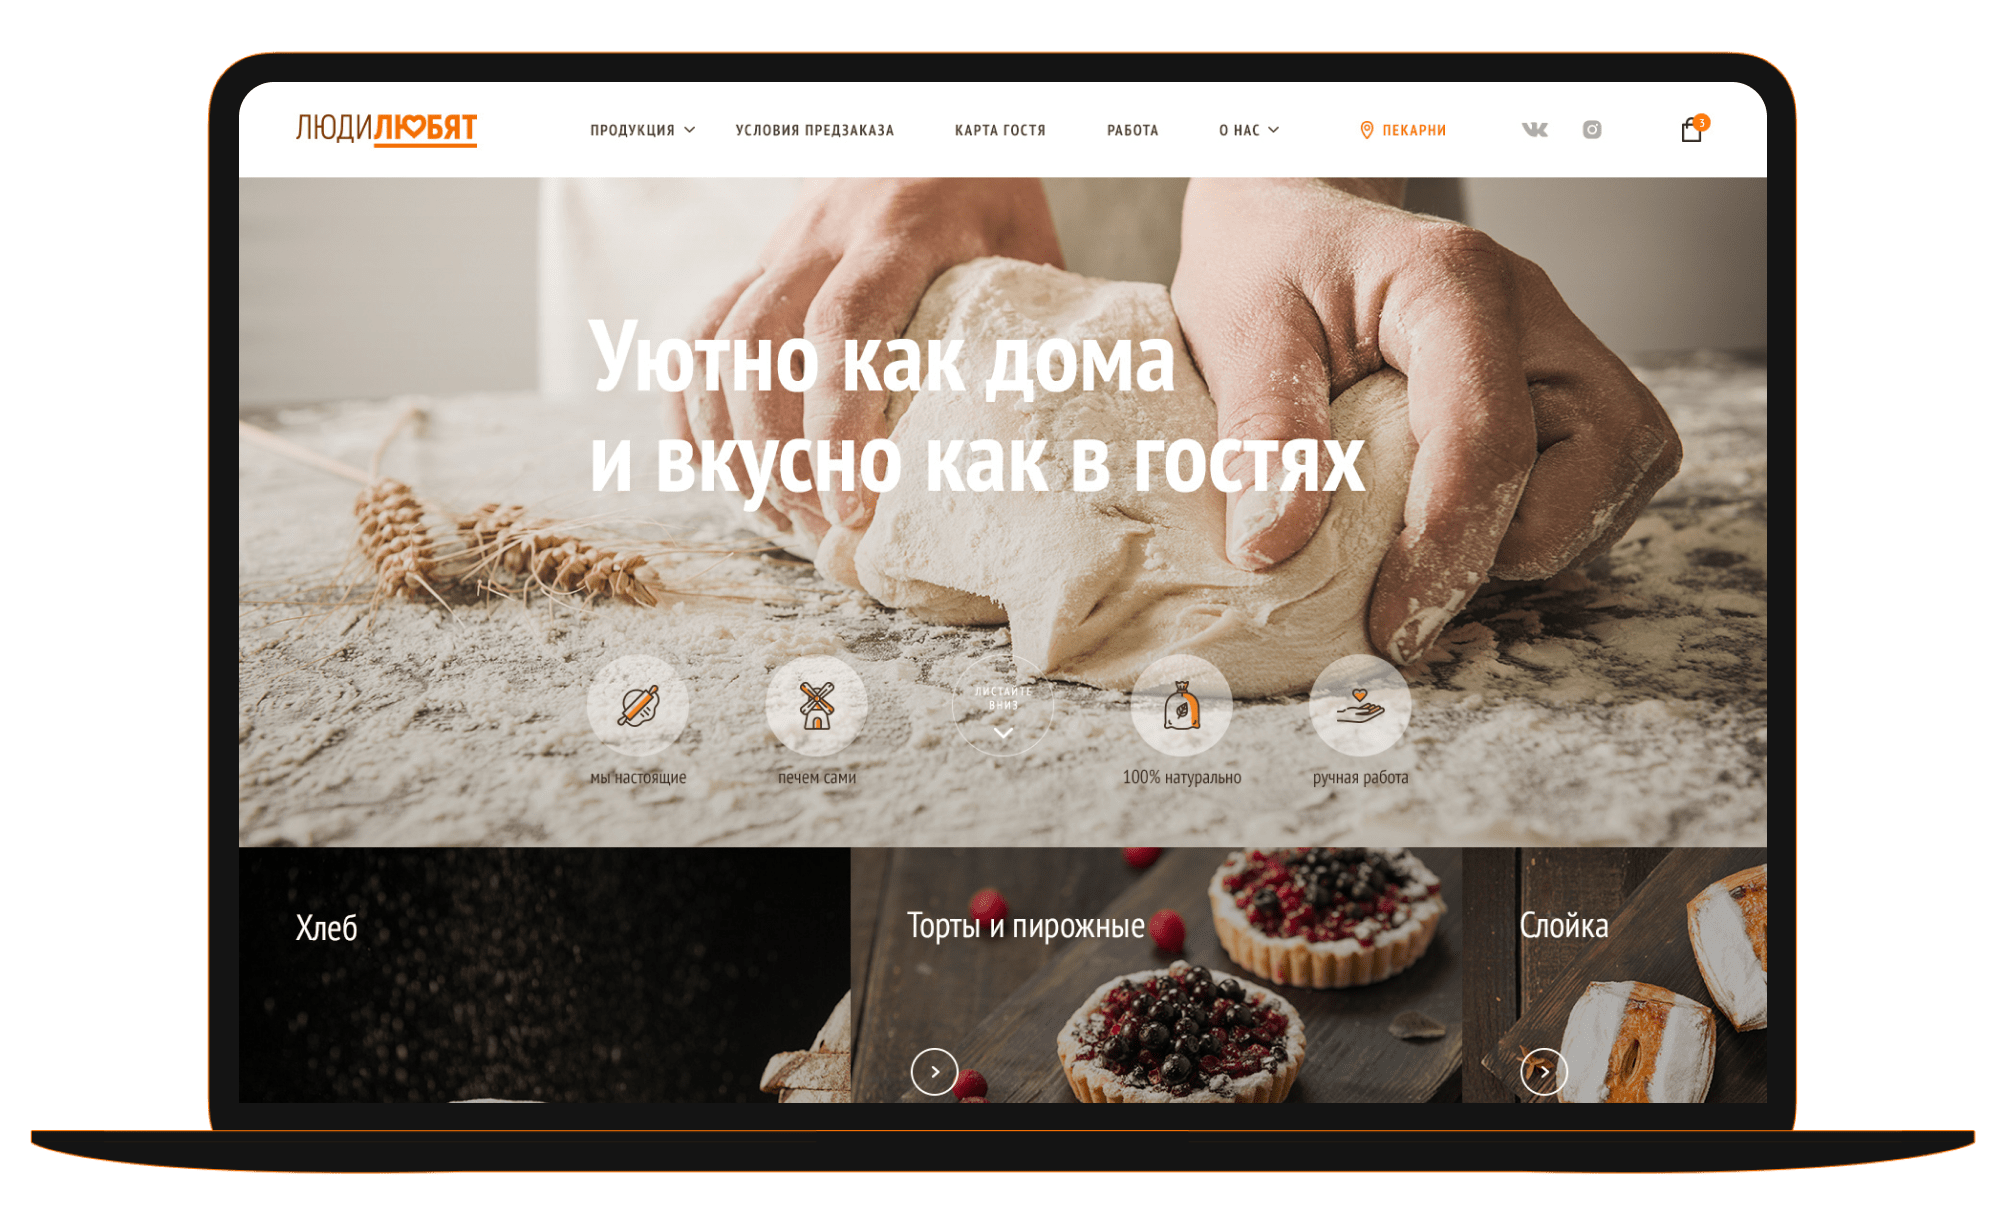 ЛЮДИЛЮБЯТ
ПРОДУКЦИЯ
УСЛОВИЯ ПРЕДЗАКАЗА
КАРТА ГОСТЯ
РАБОТА
О НАС
ПЕКАРНИ
3
Уютно как дома
и вкусно как в гостях
ЛИСТАЙТЕ
ВНИЗ
мы настоящие
печем сами
100% натурально
ручная работа
Хлеб
Торты и пирожные
Слойка